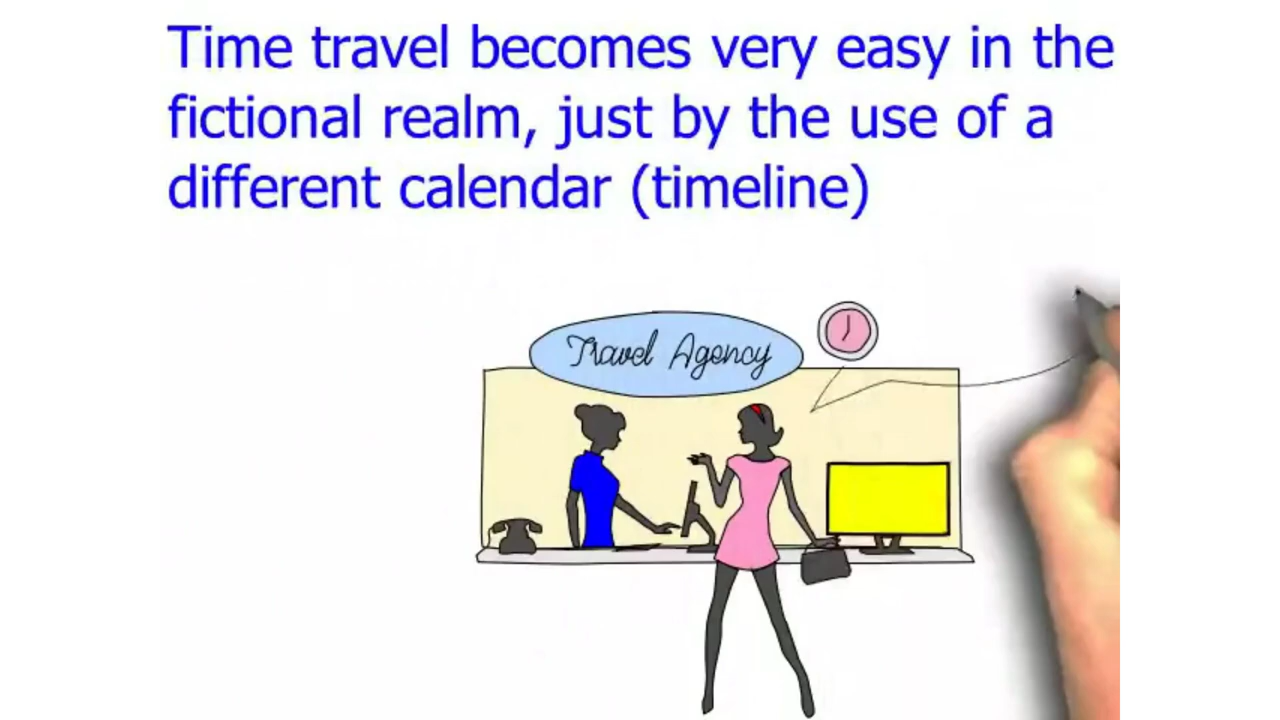 Time travel becomes very easy in the
fictional realm, just by the use of a
different calendar (timeline)
Travel Agency